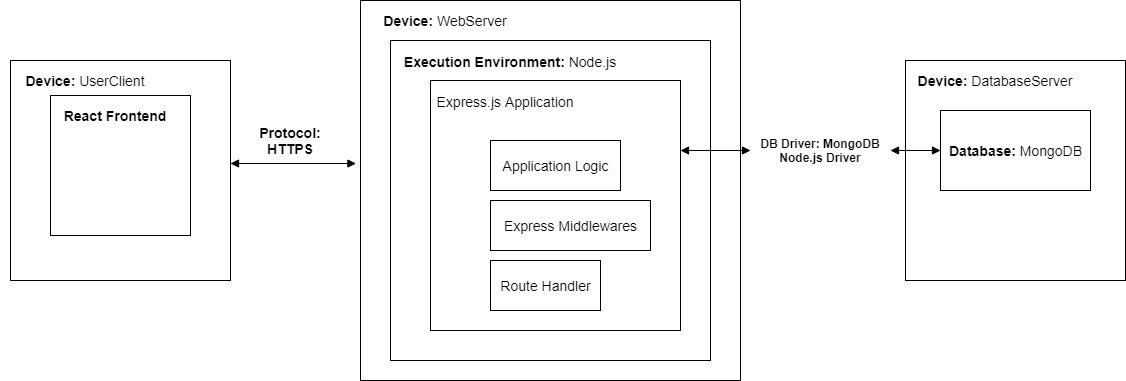 Device: UserClient
React Frontend
Protocol:
HTTPS
Device: WebServer
Execution Environment: Node.js
Express.js Application
Application Logic
Express Middlewares
Route Handler
DB Driver: MongoDB
Node.js Driver
Device: DatabaseServer
Database: MongoDB